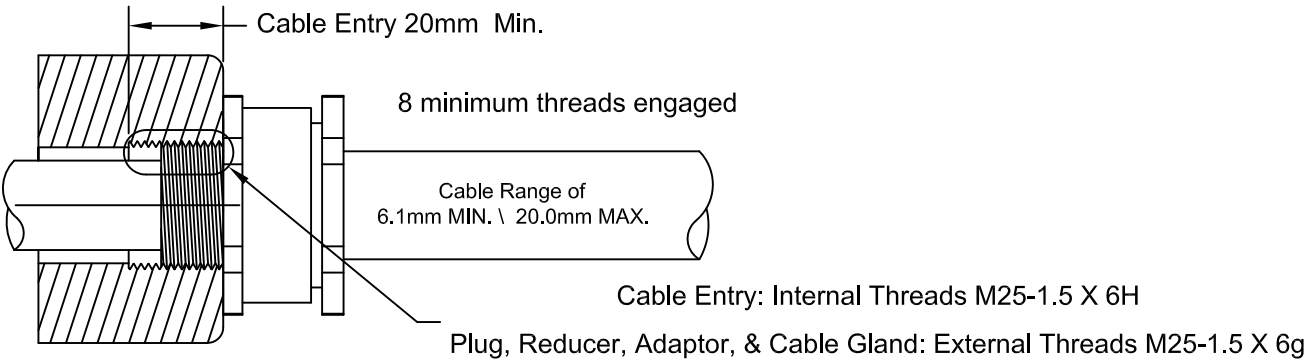 Cable Entry 20mm Min.
8 minimum threads engaged
Cable Range of
6.1mm MIN. \ 20.0mm MAX.
Cable Entry: Internal Threads M25-1.5 X 6H
Plug, Reducer, Adaptor, & Cable Gland: External Threads M25-1.5 X 6g